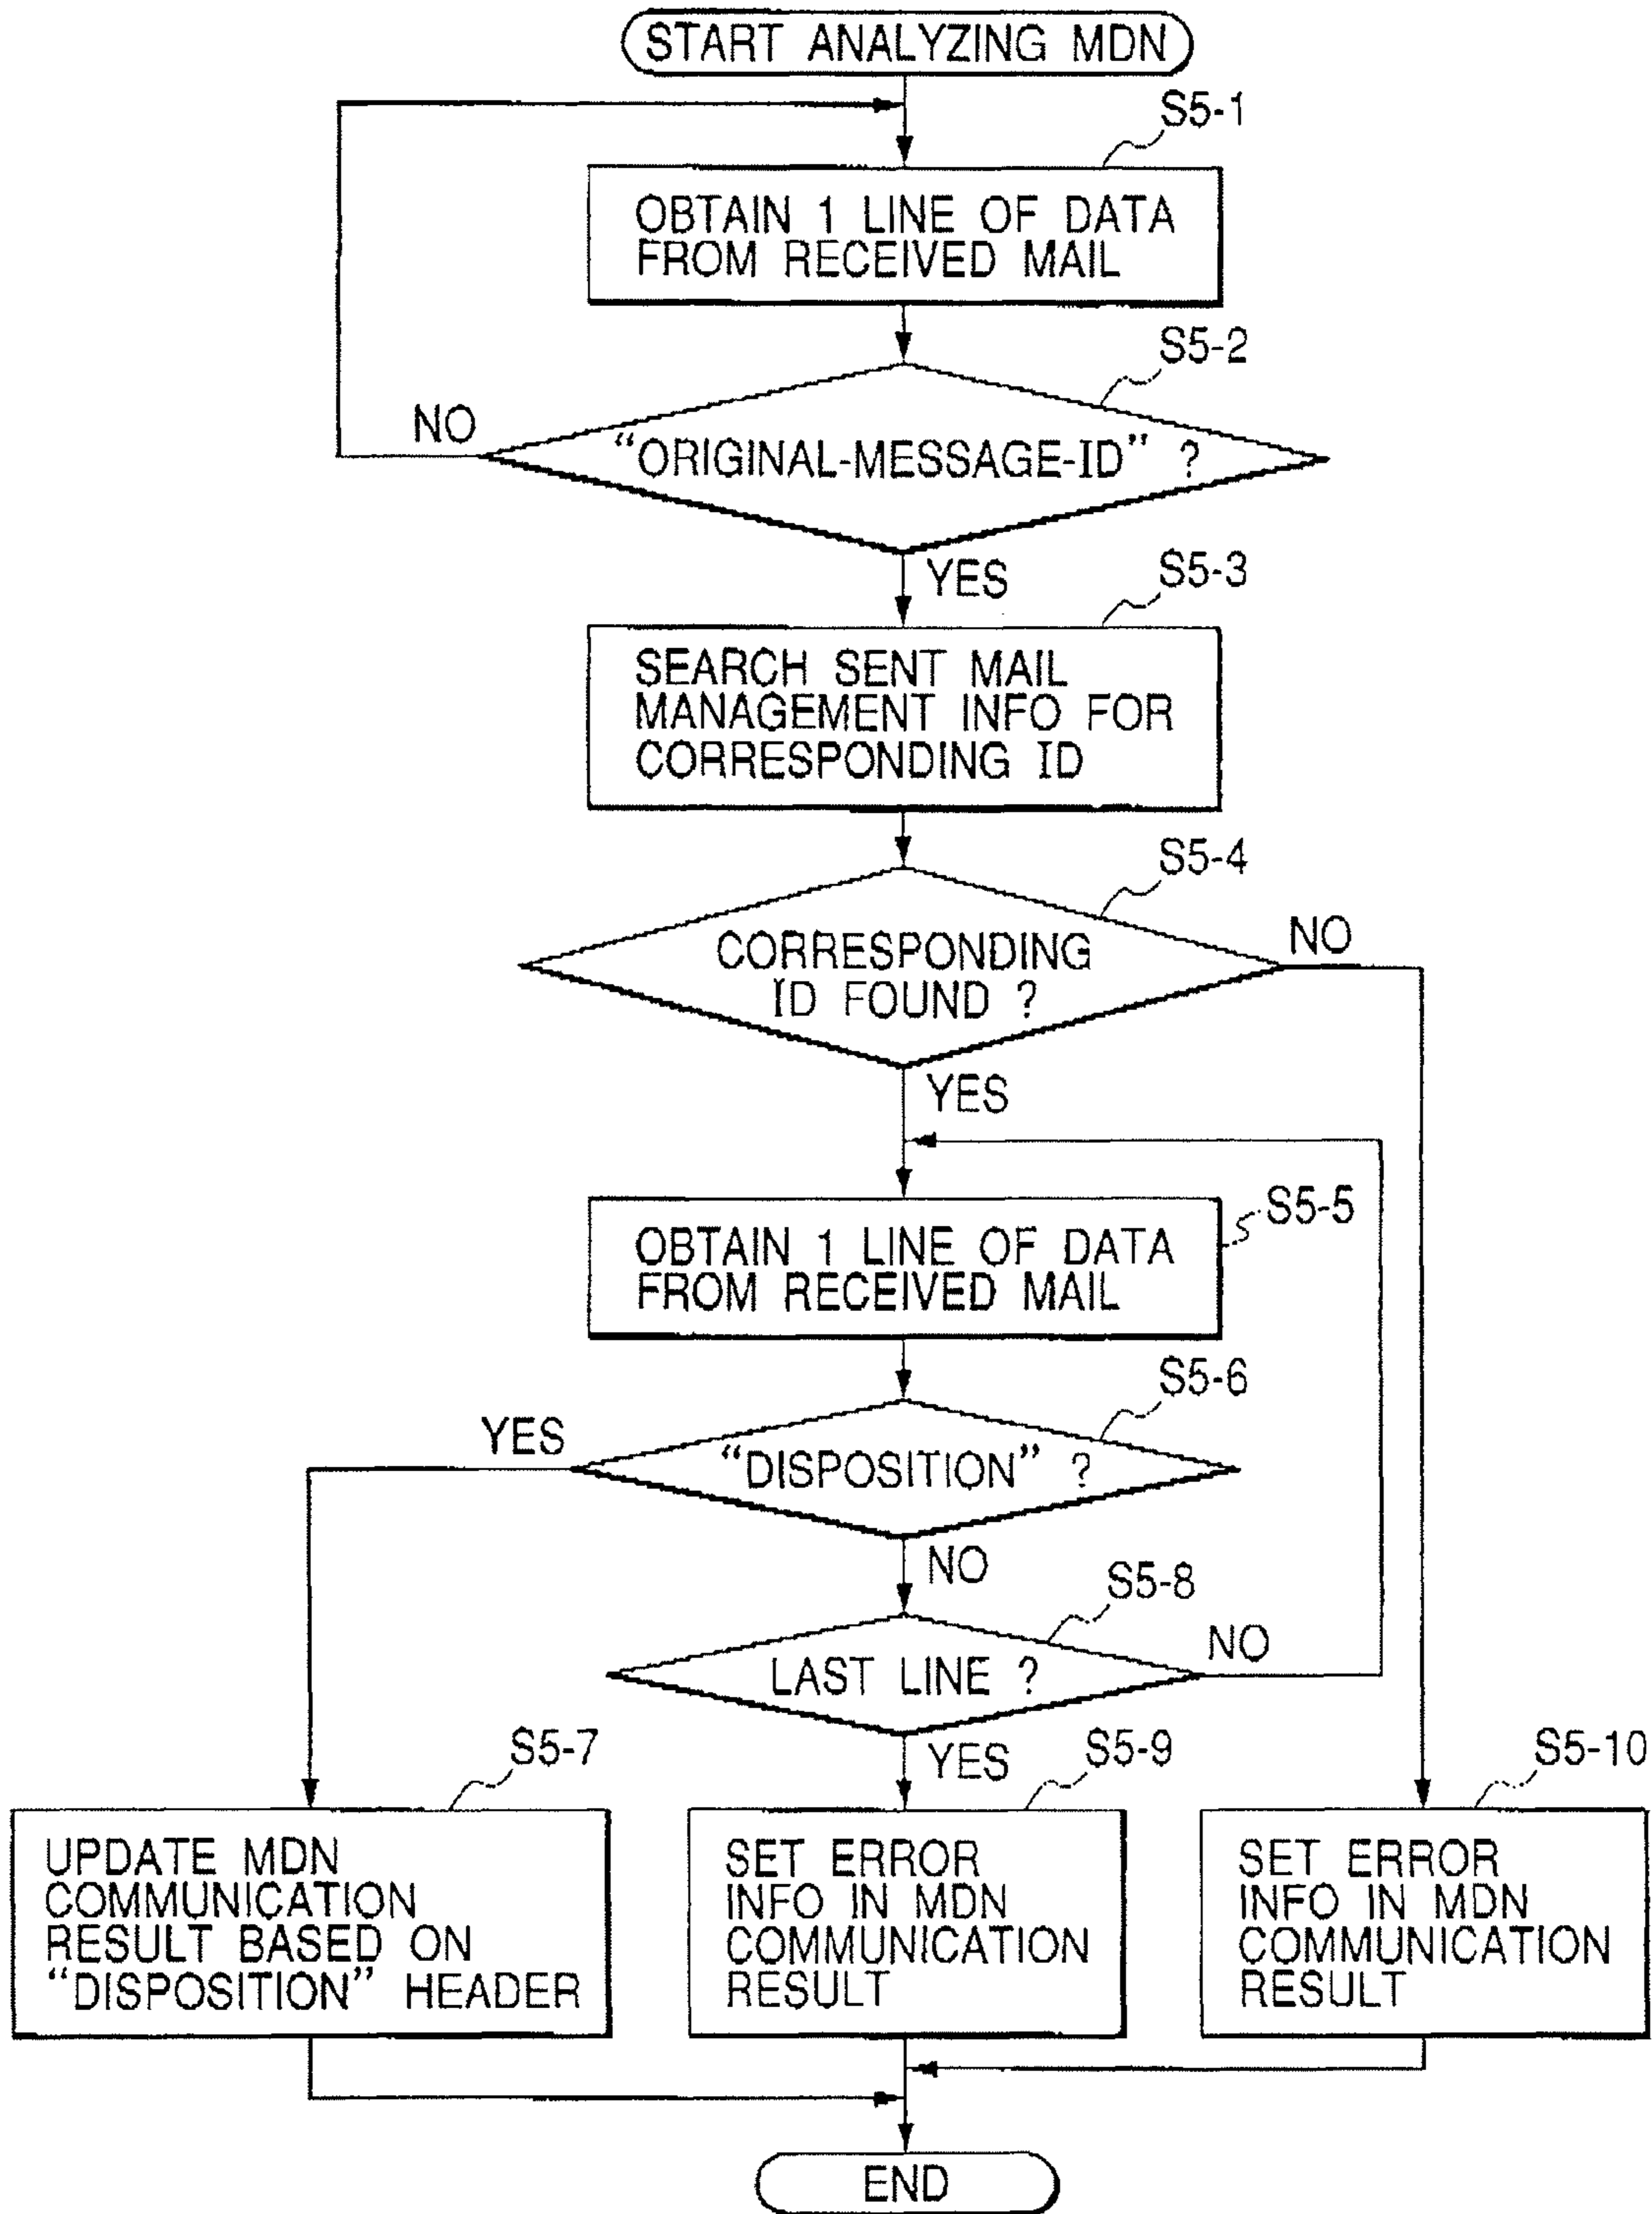 START ANALYZING MDN
S5-1
OBTAIN 1 LINE OF DATA
FROM RECEIVED MAIL
S5-2
NO
“ORIGINAL-MESSAGE-ID” ?
YES
S5-3
SEARCH SENT MAIL
MANAGEMENT INFO FOR
CORRESPONDING ID
S5-4
NO
CORRESPONDING
ID FOUND ?
YES
S5-5
OBTAIN 1 LINE OF DATA
FROM RECEIVED MAIL
S5-6
YES
“DISPOSITION” ?
NO
S5-8
NO
LAST LINE ?
YES
S5-7
S5-9
S5-10
UPDATE MDN
COMMUNICATION
RESULT BASED ON
“DISPOSITION” HEADER
SET ERROR
INFO IN MDN
COMMUNICATION
RESULT
SET ERROR
INFO IN MDN
COMMUNICATION
RESULT
END